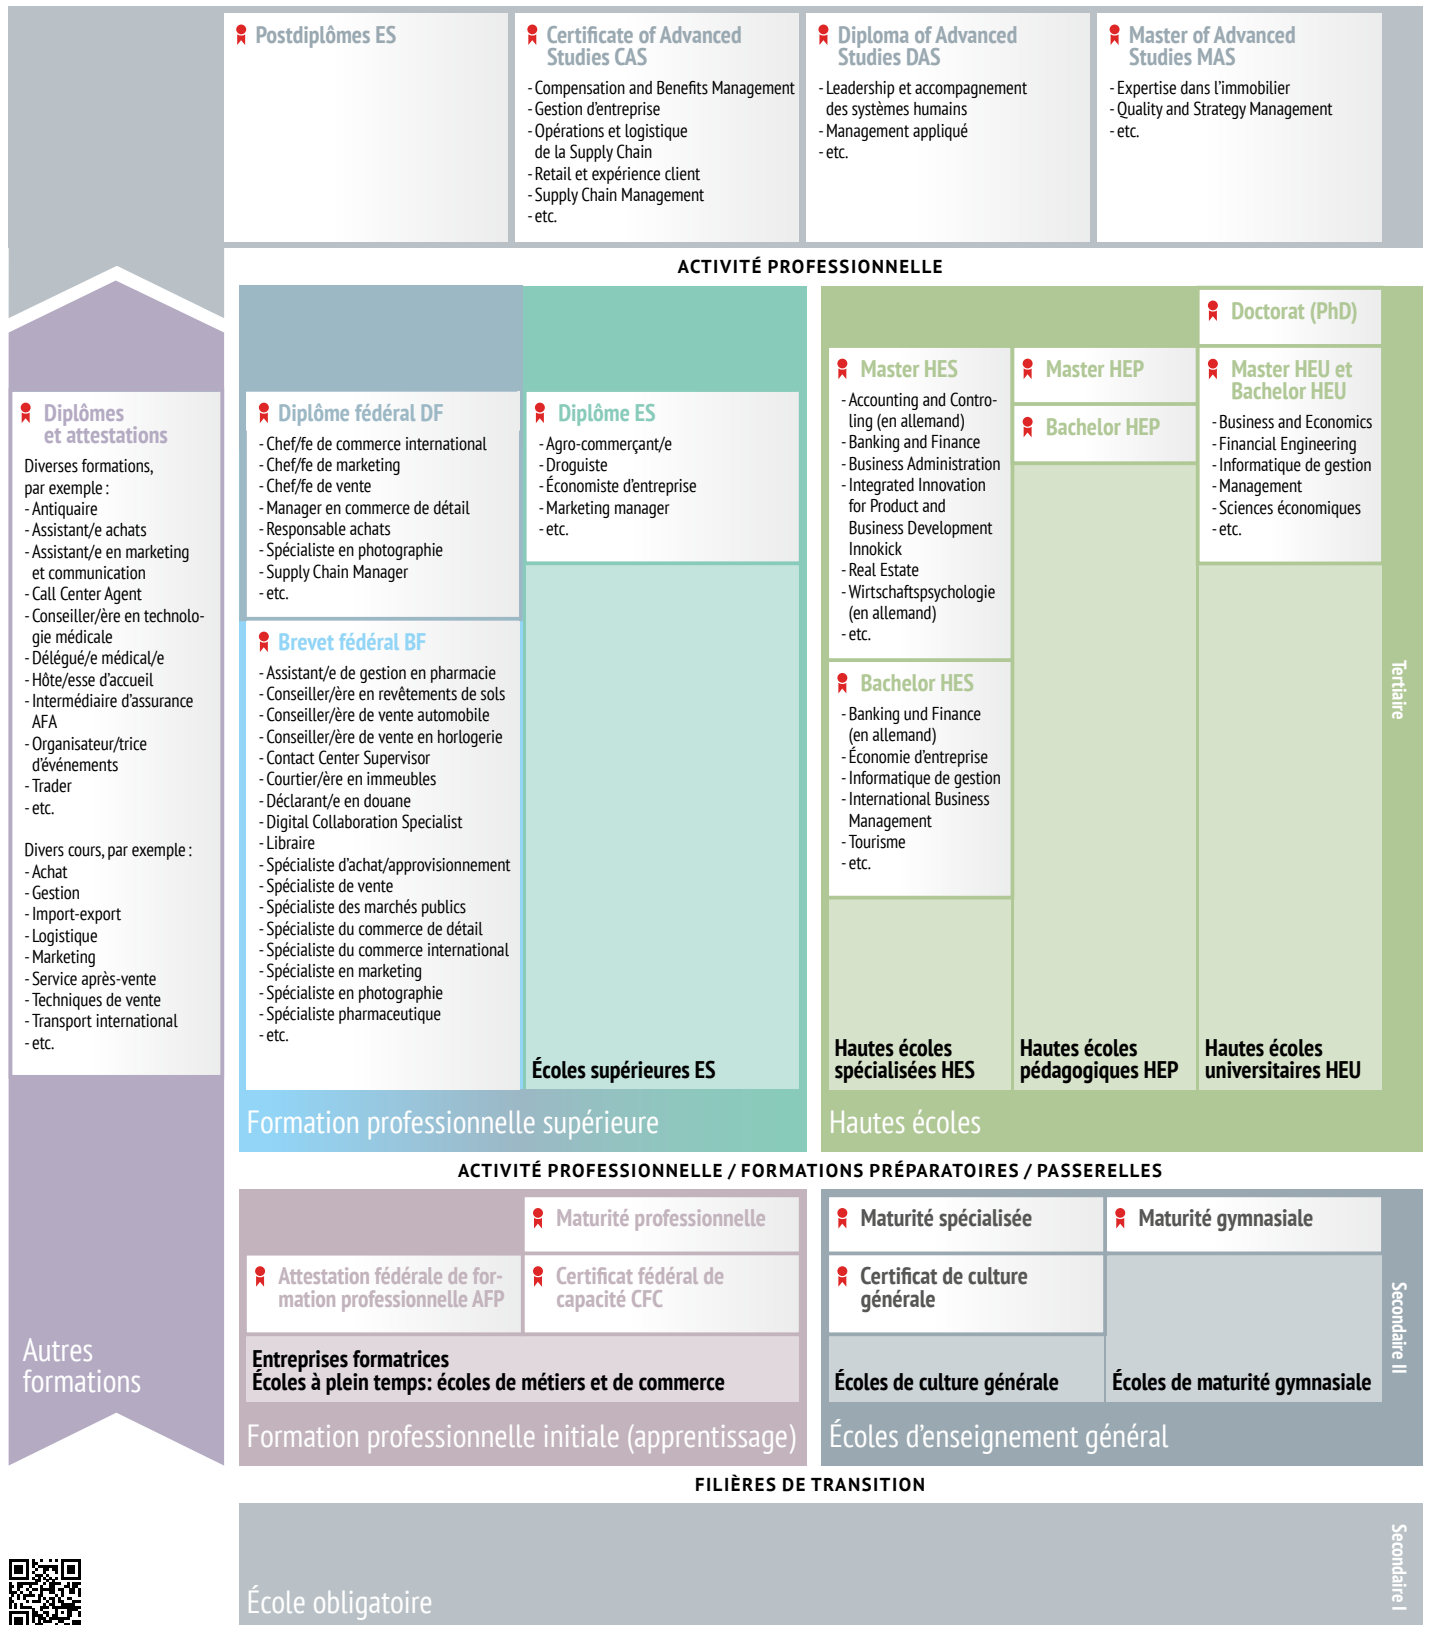 Postdiplômes ES
Certificate of Advanced
Studies CAS
- Compensation and Benefits Management
- Gestion d'entreprise
- Opérations et logistique
de la Supply Chain
- Retail et expérience client
- Supply Chain Management
- etc.
Diploma of Advanced
Studies DAS
- Leadership et accompagnement
des systèmes humains
- Management appliqué
- etc.
Master of Advanced
Studies MAS
- Expertise dans l'immobilier
- Quality and Strategy Management
- etc.
ACTIVITÉ PROFESSIONNELLE
Diplômes
et attestations
Diverses formations,
par exemple :
- Antiquaire
- Assistant/e achats
- Assistant/e en marketing
et communication
- Call Center Agent
- Conseiller/ère en technolo-
gie médicale
- Délégué/e médical/e
- Hôte/esse d'accueil
- Intermédiaire d'assurance
AFA
- Organisateur/trice
d'événements
- Trader
- etc.
Divers cours, par exemple :
- Achat
- Gestion
- Import-export
- Logistique
- Marketing
- Service après-vente
- Techniques de vente
- Transport international
- etc.
Autres
formations
Diplôme fédéral DF
- Chef/fe de commerce international
- Chef/fe de marketing
- Chef/fe de vente
- Manager en commerce de détail
- Responsable achats
- Spécialiste en photographie
- Supply Chain Manager
- etc.
Brevet fédéral BF
- Assistant/e de gestion en pharmacie
- Conseiller/ère en revêtements de sols
- Conseiller/ère de vente automobile
- Conseiller/ère de vente en horlogerie
- Contact Center Supervisor
- Courtier/ère en immeubles
- Déclarant/e en douane
- Digital Collaboration Specialist
- Libraire
- Spécialiste d'achat/approvisionnement
- Spécialiste de vente
- Spécialiste des marchés publics
- Spécialiste du commerce de détail
- Spécialiste du commerce international
- Spécialiste en marketing
- Spécialiste en photographie
- Spécialiste pharmaceutique
- etc.
Diplôme ES
- Agro-commerçant/e
- Droguiste
- Économiste d'entreprise
- Marketing manager
- etc.
Écoles supérieures ES
Formation professionnelle supérieure
Master HES
- Accounting and Contro-
ling (en allemand)
- Banking and Finance
- Business Administration
- Integrated Innovation
for Product and
Business Development
Innokick
- Real Estate
- Wirtschaftspsychologie
(en allemand)
- etc.
Bachelor HES
- Banking und Finance
(en allemand)
- Économie d'entreprise
- Informatique de gestion
- International Business
Management
- Tourisme
- etc.
Hautes écoles
spécialisées HES
Master HEP
Bachelor HEP
Hautes écoles
pédagogiques HEP
Doctorat (PhD)
Master HEU et
Bachelor HEU
- Business and Economics
- Financial Engineering
- Informatique de gestion
- Management
- Sciences économiques
- etc.
Hautes écoles
universitaires HEU
Hautes écoles
Tertiaire
ACTIVITÉ PROFESSIONNELLE / FORMATIONS PRÉPARATOIRES / PASSERELLES
Maturité professionnelle
Attestation fédérale de for-
mation professionnelle AFP
Certificat fédéral de
capacité CFC
Entreprises formatrices
Écoles à plein temps: écoles de métiers et de commerce
Formation professionnelle initiale (apprentissage)
Maturité spécialisée
Certificat de culture
générale
Écoles de culture générale
Maturité gymnasiale
Écoles de maturité gymnasiale
Écoles d'enseignement général
Secondaire II
FILIÈRES DE TRANSITION
École obligatoire
Secondaire I